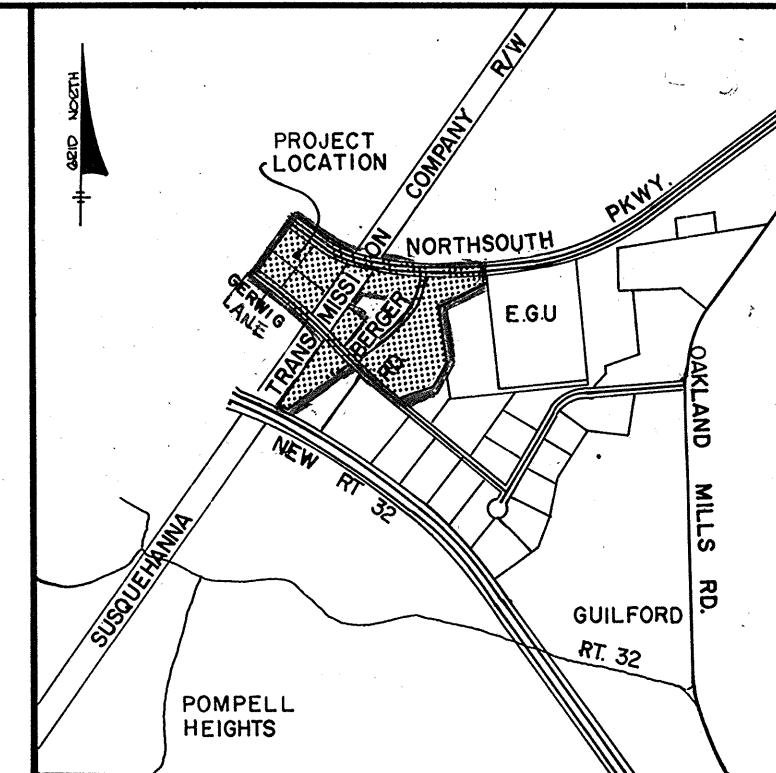 GRID NORTH
PROJECT
LOCATION
SUSQUEHANNA TRANSMISSION COMPANY R/W
NORTHSOUTH PKWY.
GERWIG
LANE
BERGER RD
E.G.U
NEW RT 32
OAKLAND MILLS RD.
GUILFORD
RT. 32
POMPELL
HEIGHTS